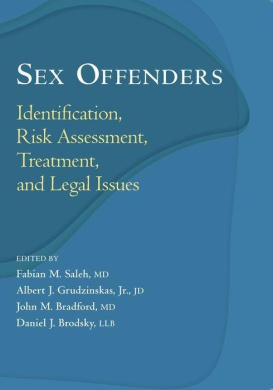 SEX OFFENDERS
Identification,
Risk Assessment,
Treatment,
and Legal Issues
EDITED BY
Fabian M. Saleh, MD
Albert J. Grudzinskas, Jr., JD
John M. Bradford, MD
Daniel J. Brodsky, LLB